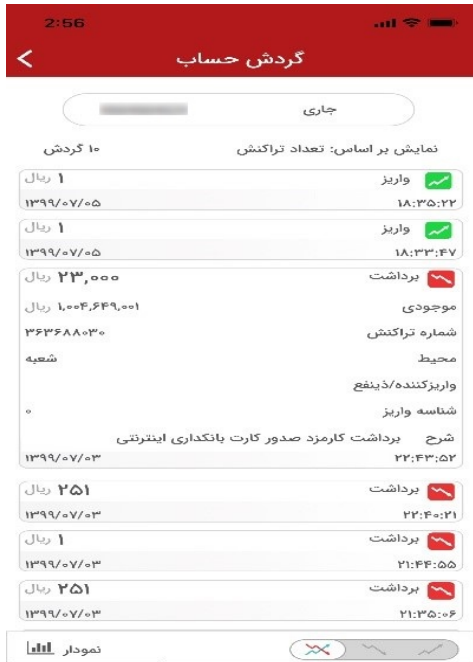 2:56
گردش حساب
جاری
نمایش بر اساس: تعداد تراکنش ۱۰ گردش
واریز ۱ ریال
۱۸:۳۵:۲۲ ۱۳۹۹/۰۷/۰۵
واریز ۱ ریال
۱۸:۳۳:۴۷ ۱۳۹۹/۰۷/۰۵
برداشت ۲۳,۰۰۰ ریال
موجودی ۱,۰۰۴,۶۴۹,۰۰۱ ریال
شماره تراکنش ۳۶۳۶۸۸۰۳۰
محیط شعبه
واریزکننده/ذینفع
شناسه واریز ۰
شرح برداشت کارمزد صدور کارت بانکداری اینترنتی
۲۲:۴۳:۵۲ ۱۳۹۹/۰۷/۰۳
برداشت ۲۵۱ ریال
۲۲:۴۰:۲۱ ۱۳۹۹/۰۷/۰۳
برداشت ۱ ریال
۲۱:۴۴:۵۵ ۱۳۹۹/۰۷/۰۳
برداشت ۲۵۱ ریال
۲۱:۳۵:۰۶ ۱۳۹۹/۰۷/۰۳
نمودار